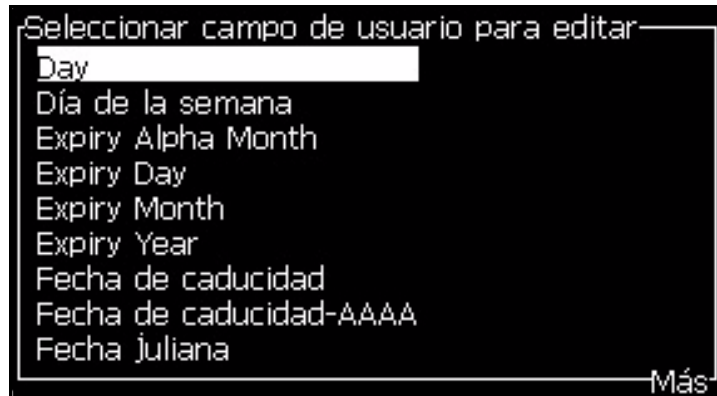 Seleccionar campo de usuario para editar
Day
Día de la semana
Expiry Alpha Month
Expiry Day
Expiry Month
Expiry Year
Fecha de caducidad
Fecha de caducidad-AAAA
Fecha juliana
Más